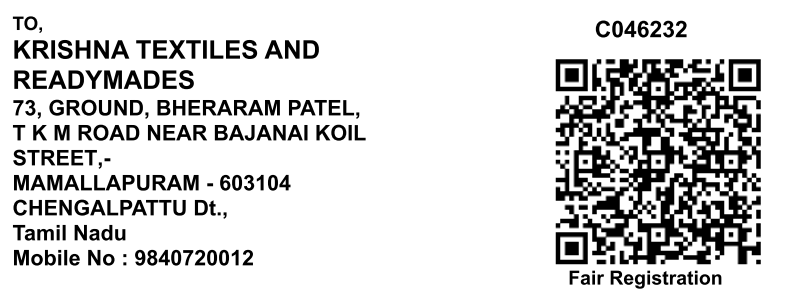 TO,
KRISHNA TEXTILES AND
READYMADES
73, GROUND, BHERARAM PATEL,
T K M ROAD NEAR BAJANAI KOIL
STREET,-
MAMALLAPURAM - 603104
CHENGALPATTU Dt.,
Tamil Nadu
Mobile No : 9840720012
C046232
Fair Registration